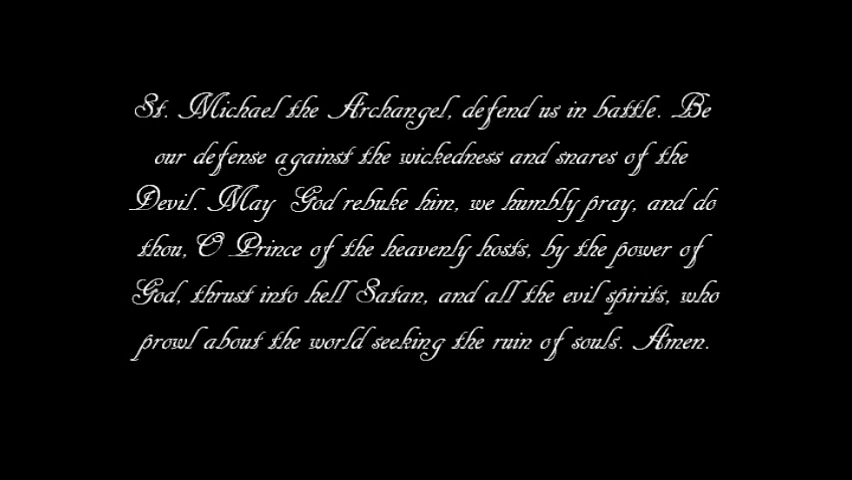 St. Michael the Archangel, defend us in battle. Be
our defense against the wickedness and snares of the
Devil. May God rebuke him, we humbly pray, and do
thou, O Prince of the heavenly hosts, by the power of
God, thrust into hell Satan, and all the evil spirits, who
prowl about the world seeking the ruin of souls. Amen.